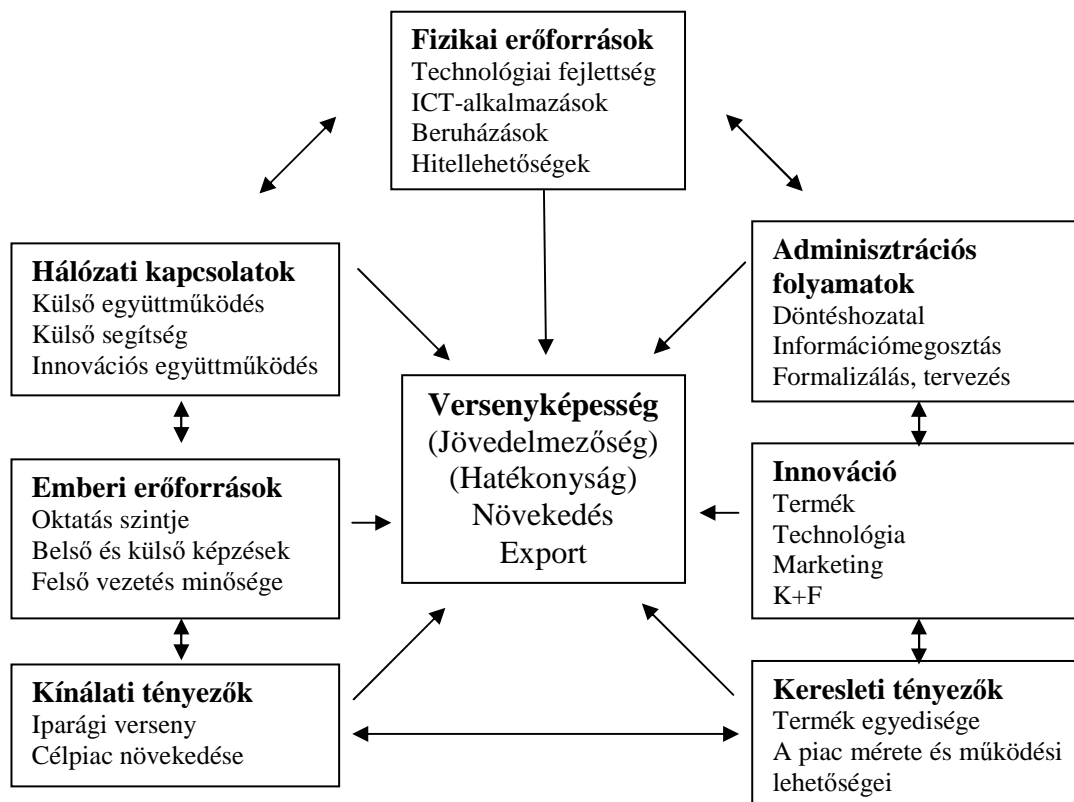 Fizikai erőforrások
Technológiai fejlettség
ICT-alkalmazások
Beruházások
Hitellehetőségek
Hálózati kapcsolatok
Külső együttműködés
Külső segítség
Innovációs együttműködés
Adminisztrációs
folyamatok
Döntéshozatal
Információmegosztás
Formalizálás, tervezés
Versenyképesség
(Jövedelmezőség)
(Hatékonyság)
Növekedés
Export
Emberi erőforrások
Oktatás szintje
Belső és külső képzések
Felső vezetés minősége
Innováció
Termék
Technológia
Marketing
K+F
Kínálati tényezők
Iparági verseny
Célpiac növekedése
Keresleti tényezők
Termék egyedisége
A piac mérete és működési
lehetőségei